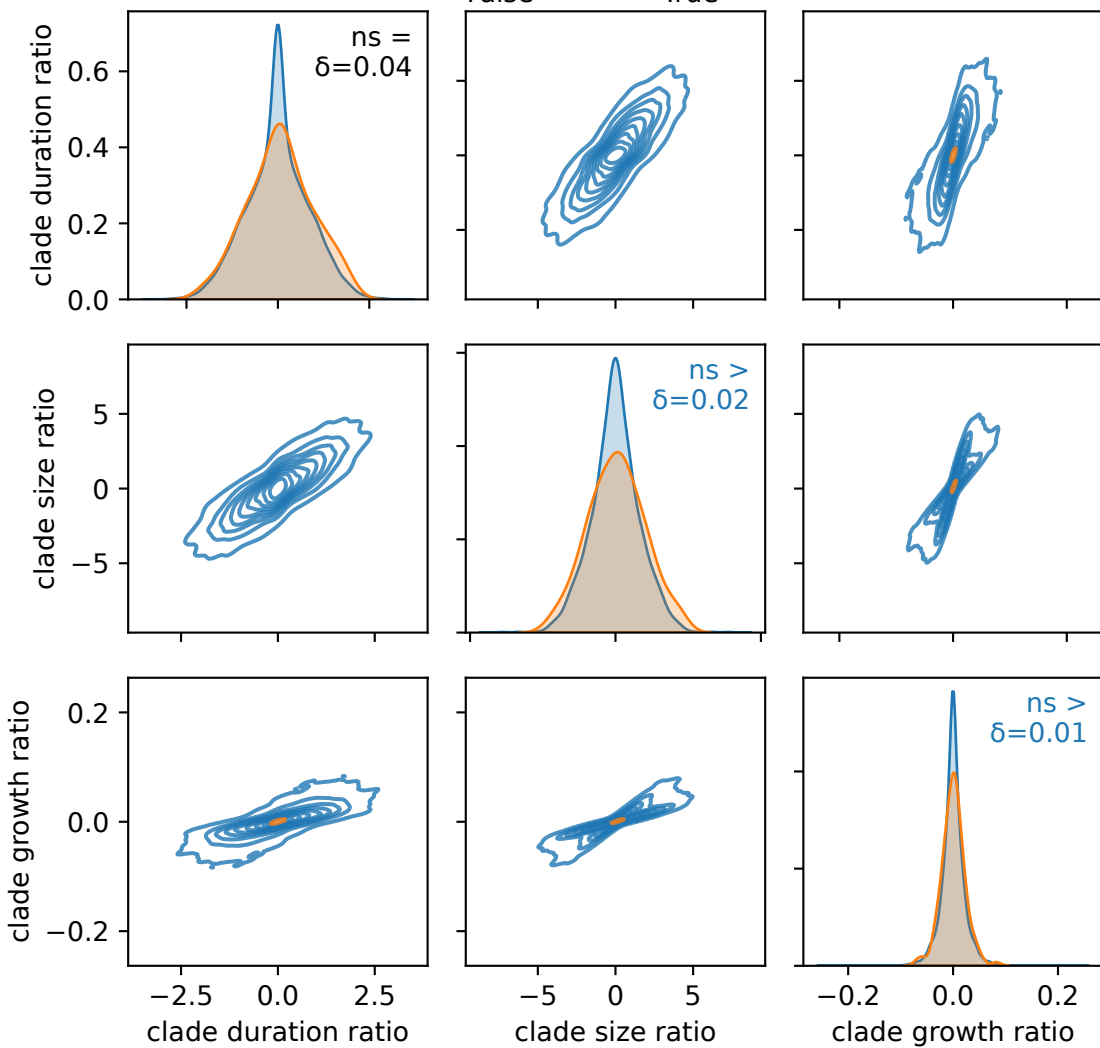 False True
clade duration ratio
0.6
0.4
0.2
0.0
ns =
δ=0.04
clade size ratio
5
0
−5
ns >
δ=0.02
clade growth ratio
0.2
0.0
−0.2
ns >
δ=0.01
−2.5 0.0 2.5
−5 0 5
−0.2 0.0 0.2
clade duration ratio
clade size ratio
clade growth ratio